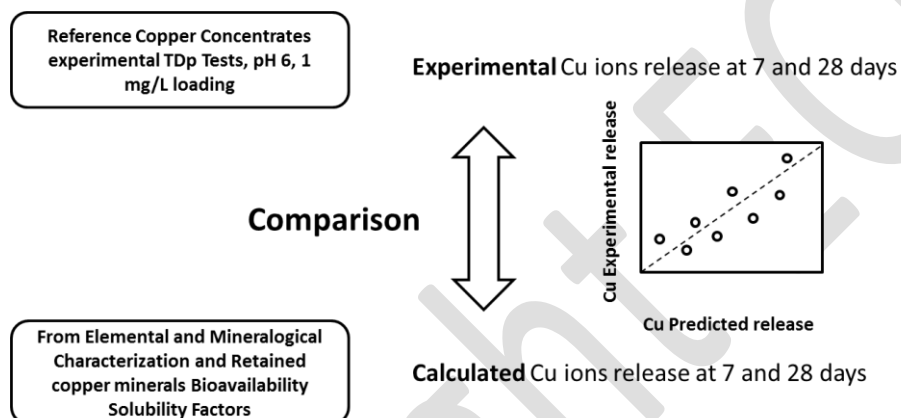 Reference Copper Concentrates
experimental TDp Tests, pH 6, 1
mg/L loading
Experimental Cu ions release at 7 and 28 days
Comparison
Cu Experimental release
Cu Predicted release
From Elemental and Mineralogical
Characterization and Retained
copper minerals Bioavailability
Solubility Factors
Calculated Cu ions release at 7 and 28 days